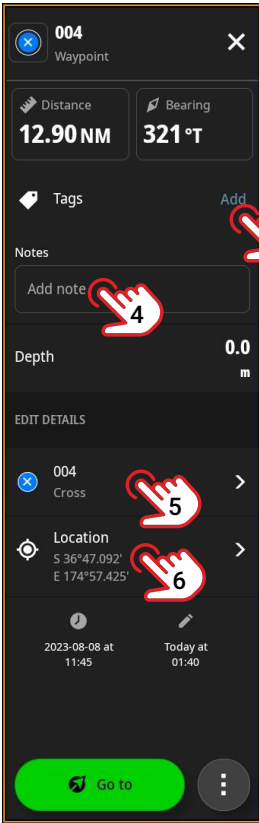 004
Waypoint
Distance
Bearing
12.90 NM
321 °T
Tags
Add
Notes
Add note
4
Depth
0.0
m
EDIT DETAILS
004
Cross
5
Location
S 36°47.092'
E 174°57.425'
6
2023-08-08 at
11:45
Today at
01:40
Go to